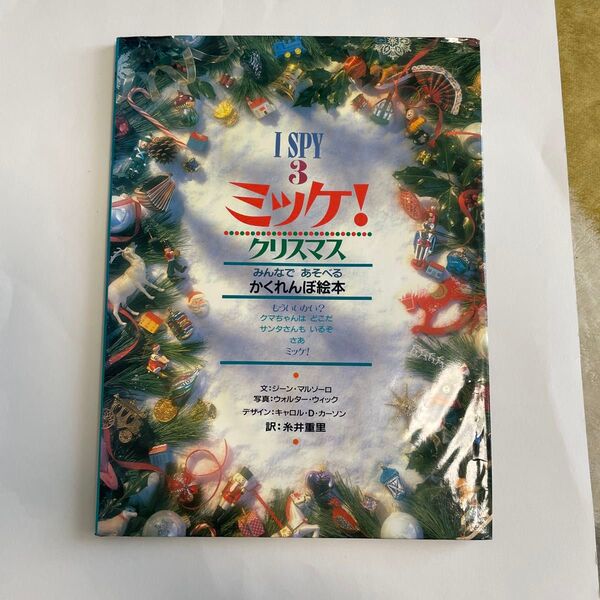 I SPY
3
ミッケ!
クリスマス
みんなで あそべる
かくれんぼ絵本
もういいかい?
クマちゃんは どこだ
サンタさんも いるぞ
さあ
ミッケ!
文:ジーン・マルゾーロ
写真:ウォルター・ウィック
デザイン:キャロル・D・カーソン
訳:糸井重里